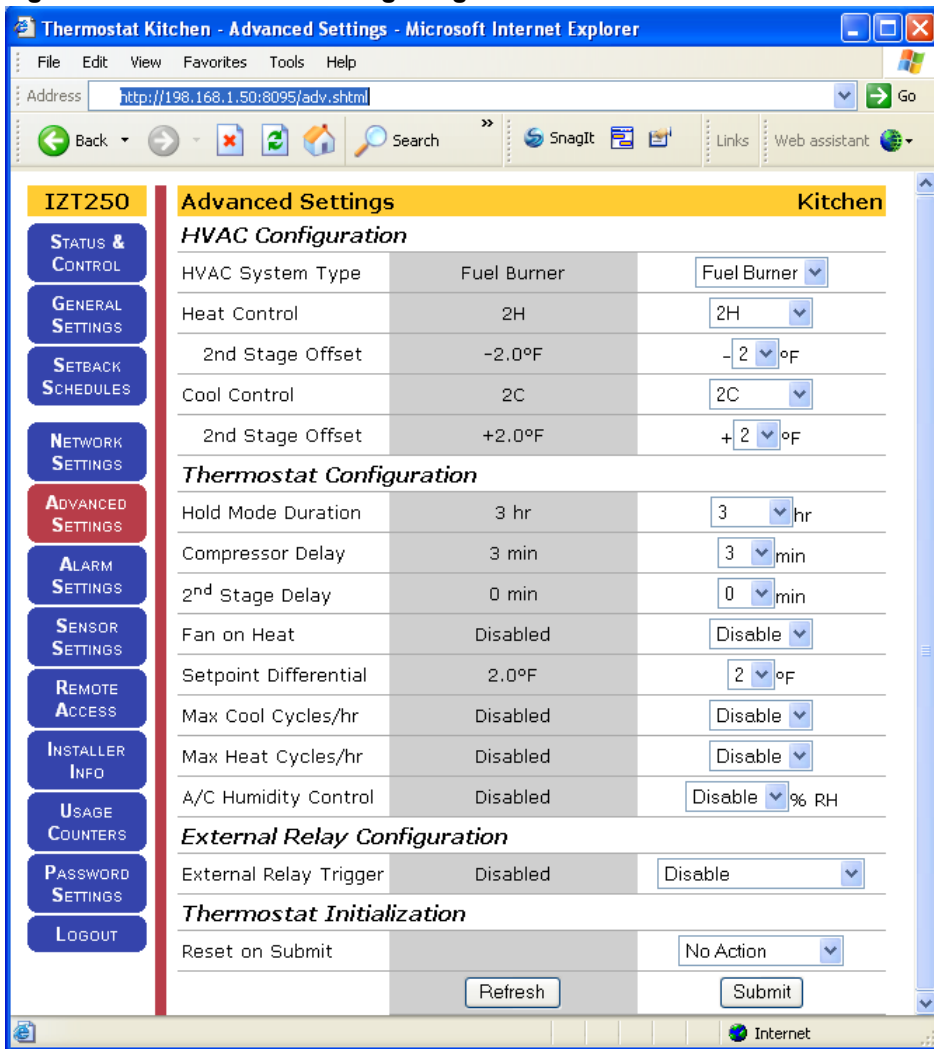 Thermostat Kitchen - Advanced Settings - Microsoft Internet Explorer
File Edit View Favorites Tools Help
Address http://198.168.1.50:8095/adv.shtml Go
Back Search » SnagIt Links Web assistant
IZT250
Status & Control
General Settings
Setback Schedules
Network Settings
Advanced Settings
Alarm Settings
Sensor Settings
Remote Access
Installer Info
Usage Counters
Password Settings
Logout
Advanced Settings Kitchen
HVAC Configuration
HVAC System Type Fuel Burner Fuel Burner
Heat Control 2H 2H
2nd Stage Offset -2.0°F - 2 °F
Cool Control 2C 2C
2nd Stage Offset +2.0°F + 2 °F
Thermostat Configuration
Hold Mode Duration 3 hr 3 hr
Compressor Delay 3 min 3 min
2nd Stage Delay 0 min 0 min
Fan on Heat Disabled Disable
Setpoint Differential 2.0°F 2 °F
Max Cool Cycles/hr Disabled Disable
Max Heat Cycles/hr Disabled Disable
A/C Humidity Control Disabled Disable % RH
External Relay Configuration
External Relay Trigger Disabled Disable
Thermostat Initialization
Reset on Submit No Action
Refresh Submit
Internet